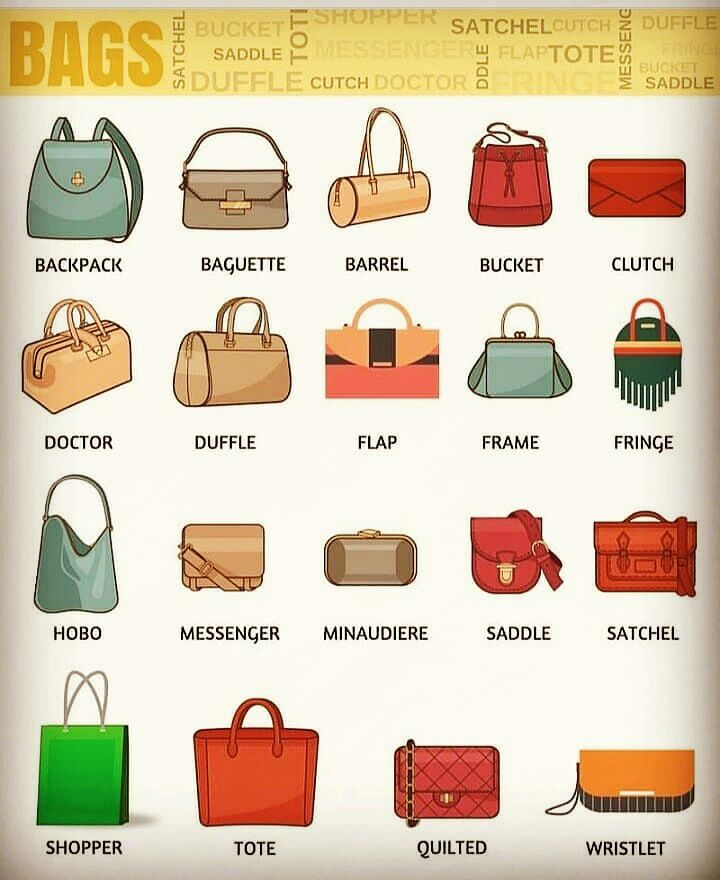 BAGS
SATCHEL
BUCKET
SADDLE
DUFFLE
TOTE
SHOPPER
MESSENGER
CUTCH DOCTOR
SATCHEL CUTCH
DDLE
FLAP TOTE
FRINGE
MESSENG
DUFFLE
FRING
BUCKET
SADDLE
BACKPACK BAGUETTE BARREL BUCKET CLUTCH
DOCTOR DUFFLE FLAP FRAME FRINGE
HOBO MESSENGER MINAUDIERE SADDLE SATCHEL
SHOPPER TOTE QUILTED WRISTLET